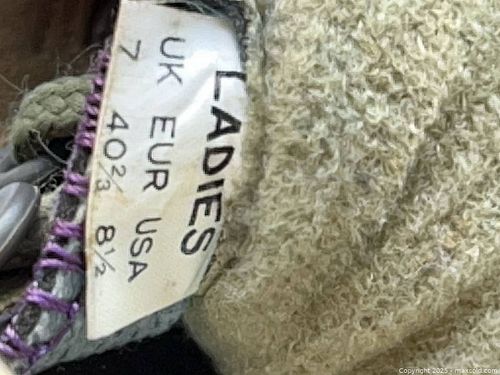 LADIES
UK EUR USA
7 40⅔ 8½
Copyright 2025 - maxsold.com